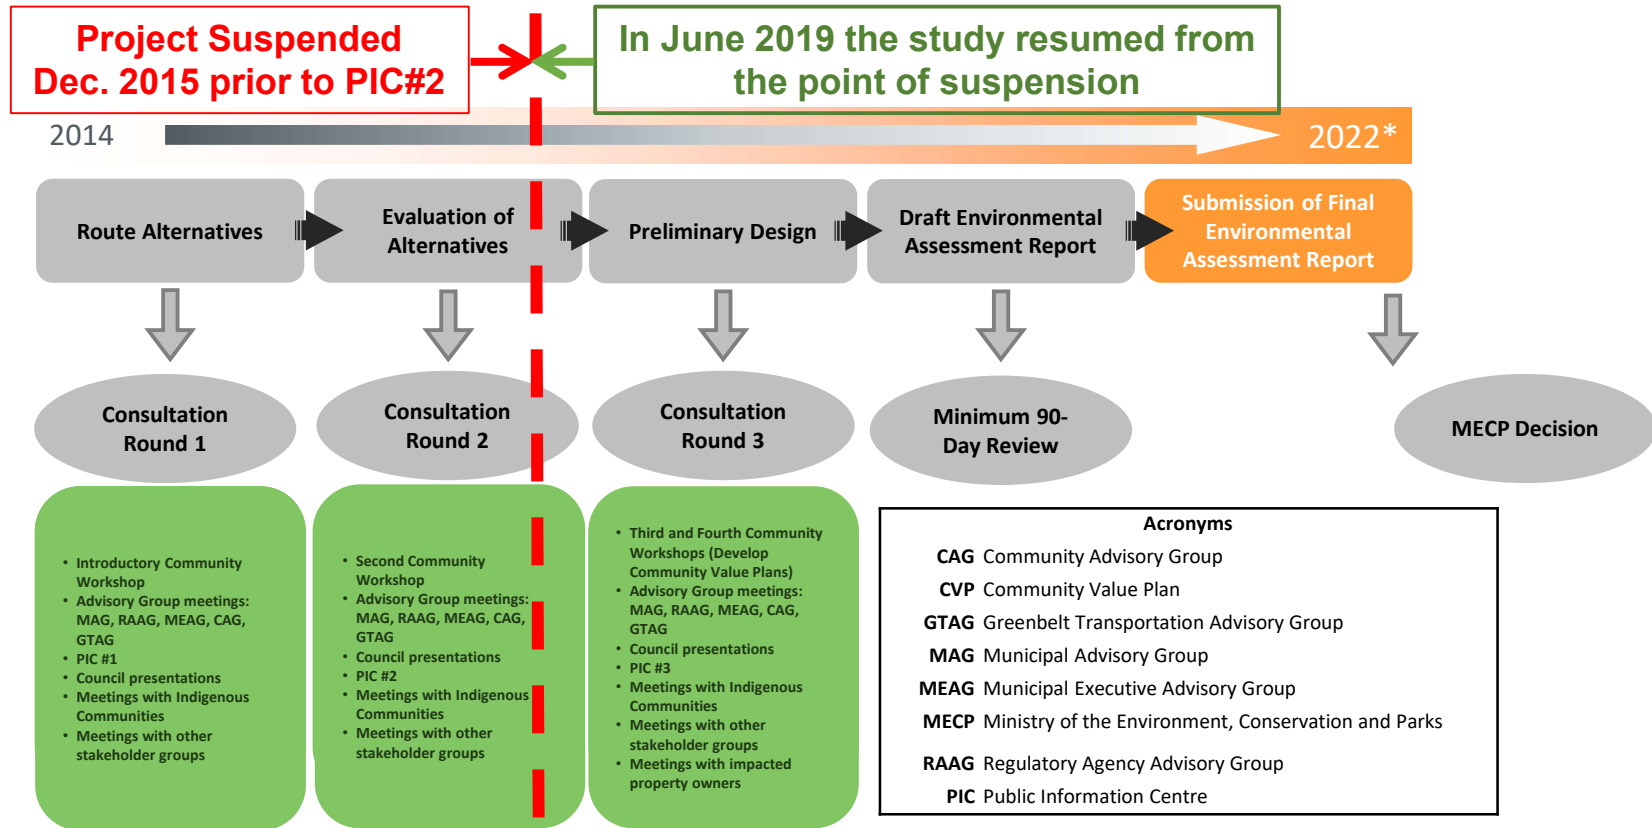 Project Suspended
Dec. 2015 prior to PIC#2
In June 2019 the study resumed from
the point of suspension
2014
2022*
Route Alternatives
Evaluation of
Alternatives
Preliminary Design
Draft Environmental
Assessment Report
Submission of Final
Environmental
Assessment Report
Consultation
Round 1
Consultation
Round 2
Consultation
Round 3
Minimum 90-
Day Review
MECP Decision
• Introductory Community
Workshop
• Advisory Group meetings:
MAG, RAAG, MEAG, CAG,
GTAG
• PIC #1
• Council presentations
• Meetings with Indigenous
Communities
• Meetings with other
stakeholder groups
• Second Community
Workshop
• Advisory Group meetings:
MAG, RAAG, MEAG, CAG,
GTAG
• Council presentations
• PIC #2
• Meetings with Indigenous
Communities
• Meetings with other
stakeholder groups
• Third and Fourth Community
Workshops (Develop
Community Value Plans)
• Advisory Group meetings:
MAG, RAAG, MEAG, CAG,
GTAG
• Council presentations
• PIC #3
• Meetings with Indigenous
Communities
• Meetings with other
stakeholder groups
• Meetings with impacted
property owners
Acronyms
CAG Community Advisory Group
CVP Community Value Plan
GTAG Greenbelt Transportation Advisory Group
MAG Municipal Advisory Group
MEAG Municipal Executive Advisory Group
MECP Ministry of the Environment, Conservation and Parks
RAAG Regulatory Agency Advisory Group
PIC Public Information Centre